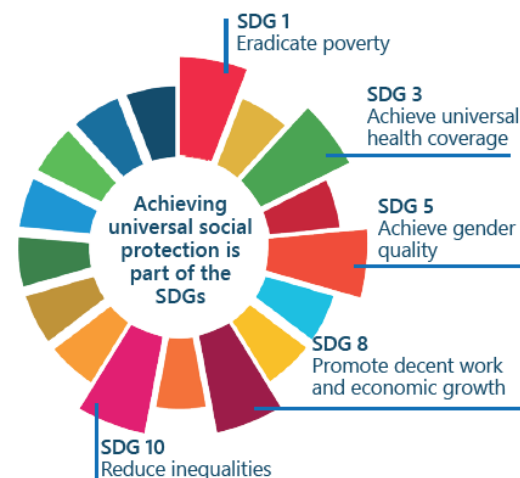 SDG 1
Eradicate poverty
SDG 3
Achieve universal
health coverage
Achieving
universal social
protection is
part of the
SDGs
SDG 5
Achieve gender
quality
SDG 8
Promote decent work
and economic growth
SDG 10
Reduce inequalities